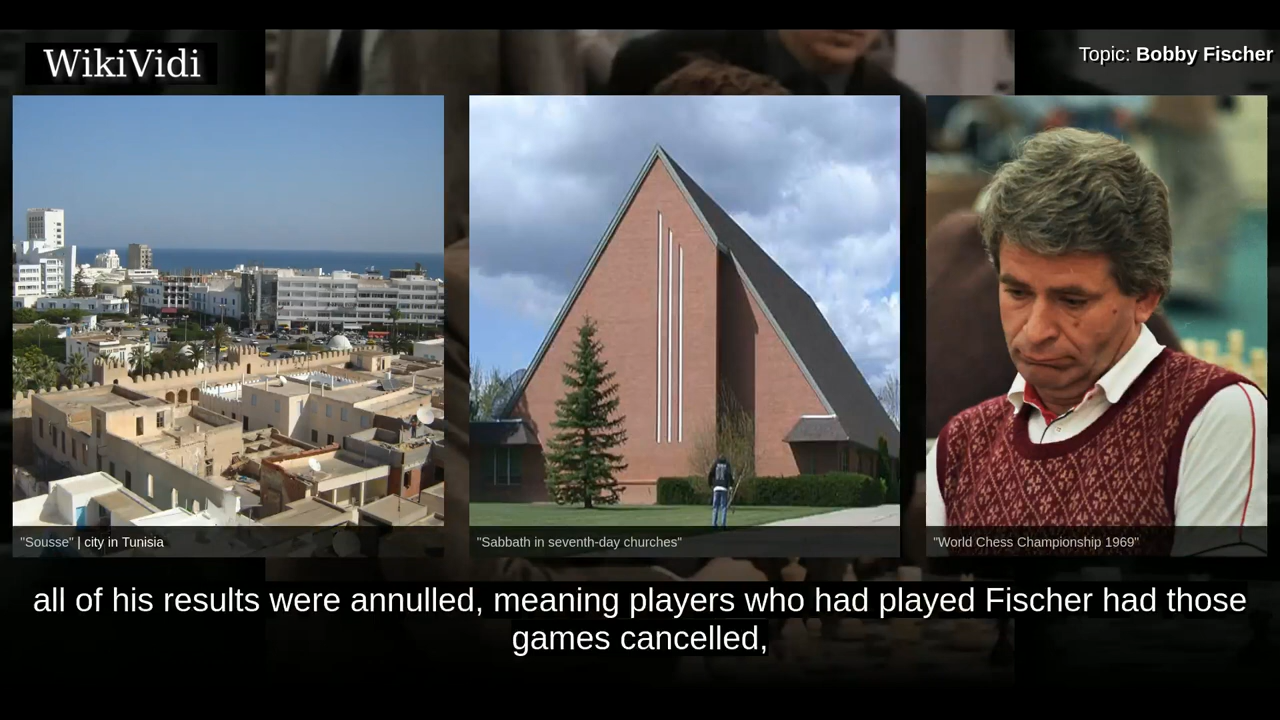 WikiVidi
Topic: Bobby Fischer
"Sousse" | city in Tunisia
"Sabbath in seventh-day churches"
"World Chess Championship 1969"
all of his results were annulled, meaning players who had played Fischer had those
games cancelled,